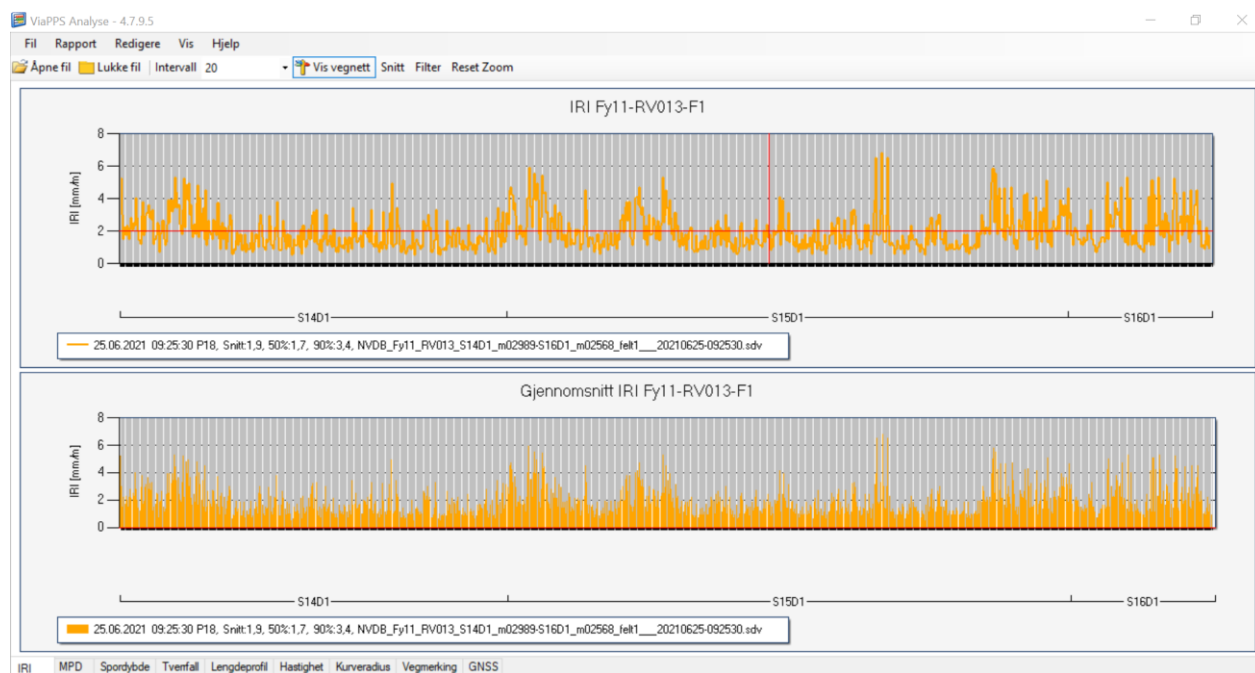 ViaPPS Analyse - 4.7.9.5
Fil Rapport Redigere Vis Hjelp
Åpne fil Lukke fil Intervall 20 Vis vegnett Snitt Filter Reset Zoom
IRI Fy11-RV013-F1
8
6
4
2
0
IRI [mm/m]
S14D1 S15D1 S16D1
25.06.2021 09:25:30 P18, Snitt:1,9, 50%:1,7, 90%:3,4, NVDB_Fy11_RV013_S14D1_m02989-S16D1_m02568_felt1___20210625-092530.sdv
Gjennomsnitt IRI Fy11-RV013-F1
8
6
4
2
0
IRI [mm/m]
S14D1 S15D1 S16D1
25.06.2021 09:25:30 P18, Snitt:1,9, 50%:1,7, 90%:3,4, NVDB_Fy11_RV013_S14D1_m02989-S16D1_m02568_felt1___20210625-092530.sdv
IRI MPD Spordybde Tverrfall Lengdeprofil Hastighet Kurveradius Vegmerking GNSS